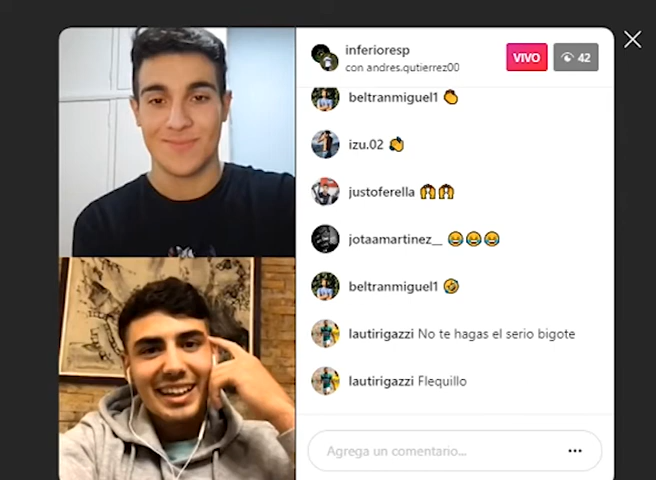 inferioresp
con andres.gutierrez00
VIVO
42
beltranmiguel1 👏
izu.02 👏
justoferella 🙌🙌
jotaamartinez__ 😂😂😂
beltranmiguel1 🤣
lautirigazzi No te hagas el serio bigote
lautirigazzi Flequillo
Agrega un comentario...